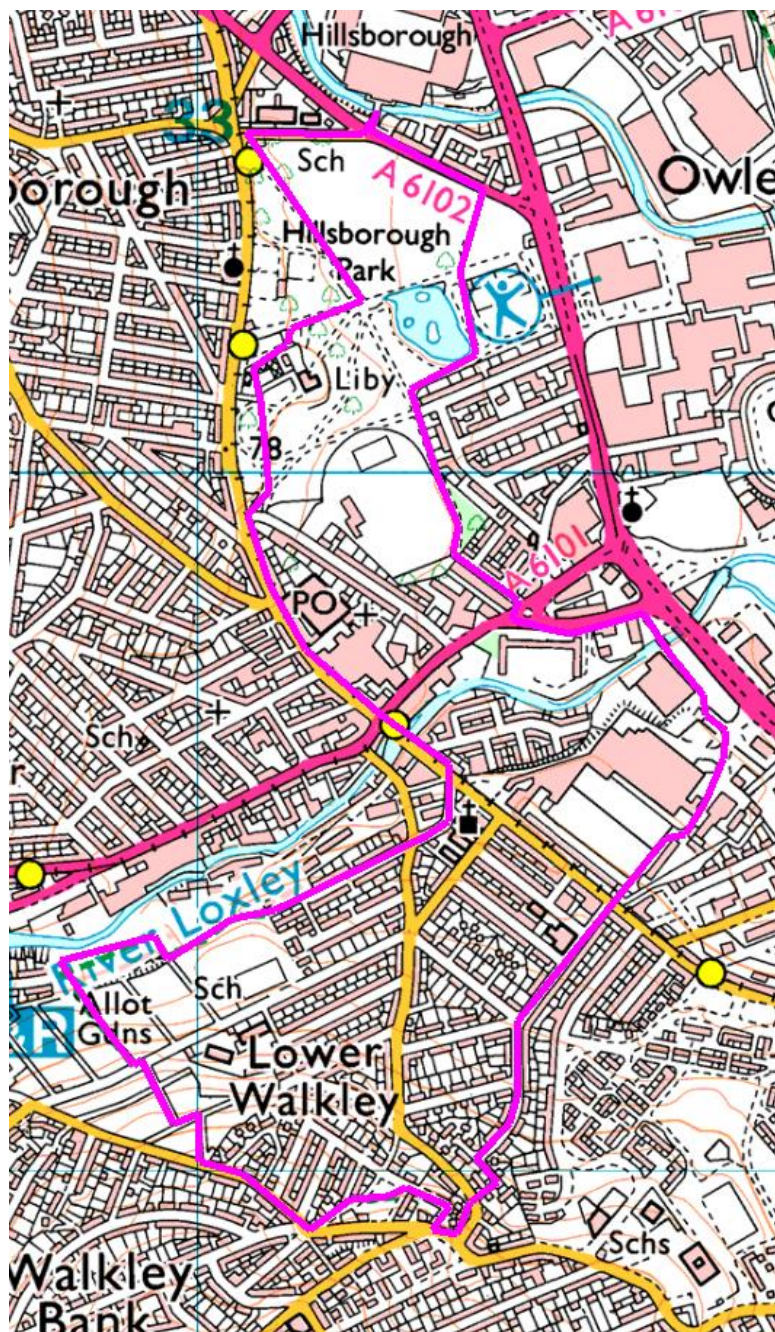 A 61
Hillsborough
33
Sch
A 6102
Owle
borough
Hillsborough
Park
Liby
78
A 6101
PO
Sch
r
River Loxley
Sch
Allot
Gdns
Lower
Walkley
Schs
Walkley
Bank